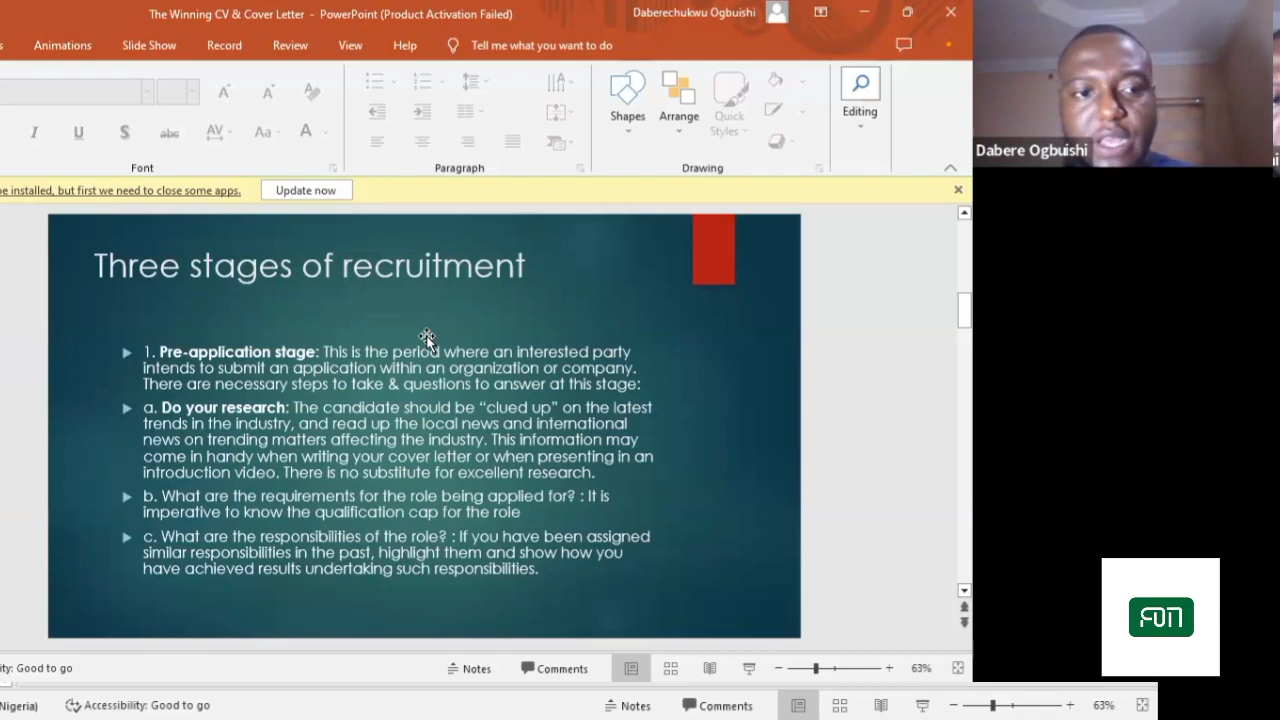 The Winning CV & Cover Letter - PowerPoint (Product Activation Failed)
Daberechukwu Ogbuishi
Animations
Slide Show
Record
Review
View
Help
Tell me what you want to do
Shapes
Arrange
Quick
Styles
Editing
Font
Paragraph
Drawing
be installed, but first we need to close some apps.
Update now
Dabere Ogbuishi
Three stages of recruitment
1. Pre-application stage: This is the period where an interested party
intends to submit an application within an organization or company.
There are necessary steps to take & questions to answer at this stage:
a. Do your research: The candidate should be “clued up” on the latest
trends in the industry, and read up the local news and international
news on trending matters affecting the industry. This information may
come in handy when writing your cover letter or when presenting in an
introduction video. There is no substitute for excellent research.
b. What are the requirements for the role being applied for? : It is
imperative to know the qualification cap for the role
c. What are the responsibilities of the role? : If you have been assigned
similar responsibilities in the past, highlight them and show how you
have achieved results undertaking such responsibilities.
ity: Good to go
Notes
Comments
63%
Nigeria)
Accessibility: Good to go
Notes
Comments
63%